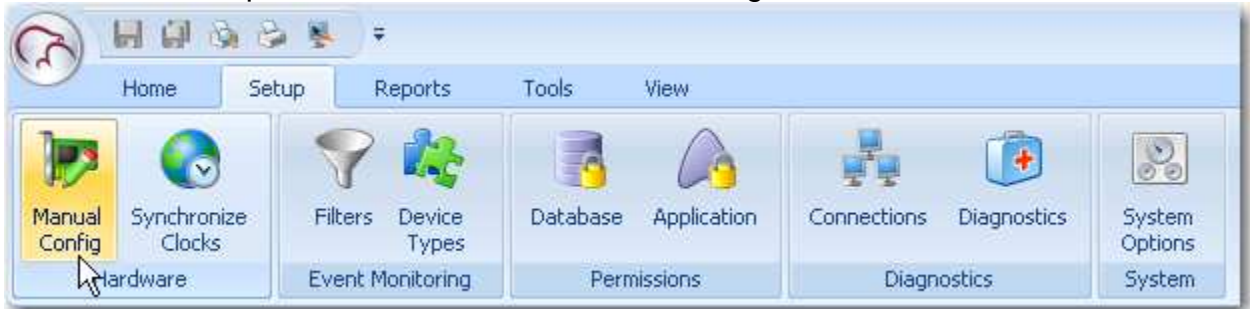 Home Setup Reports Tools View
Manual Config
Synchronize Clocks
Filters
Device Types
Database
Application
Connections
Diagnostics
System Options
Hardware
Event Monitoring
Permissions
Diagnostics
System